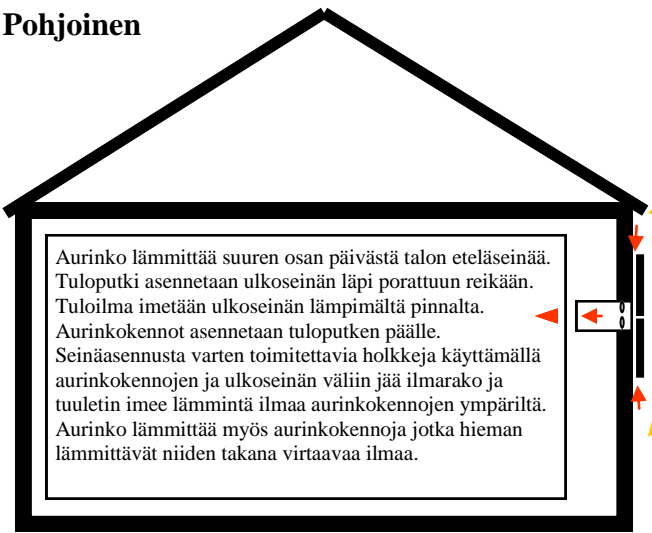 Pohjoinen
Aurinko lämmittää suuren osan päivästä talon eteläseinää.
Tuloputki asennetaan ulkoseinän läpi porattuun reikään.
Tuloilma imetään ulkoseinän lämpimältä pinnalta.
Aurinkokennot asennetaan tuloputken päälle.
Seinäasennusta varten toimitettavia holkkeja käyttämällä
aurinkokennojen ja ulkoseinän väliin jää ilmarako ja
tuuletin imee lämmintä ilmaa aurinkokennojen ympäriltä.
Aurinko lämmittää myös aurinkokennoja jotka hieman
lämmittävät niiden takana virtaavaa ilmaa.